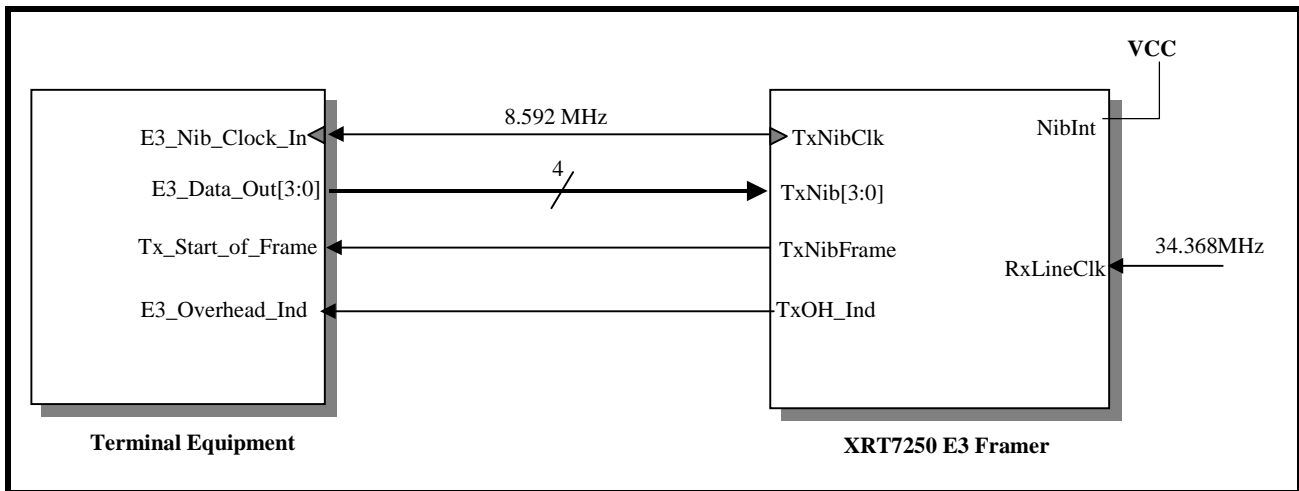 VCC
8.592 MHz
E3_Nib_Clock_In
TxNibClk
NibInt
4
E3_Data_Out[3:0]
TxNib[3:0]
Tx_Start_of_Frame
TxNibFrame
34.368MHz
RxLineClk
E3_Overhead_Ind
TxOH_Ind
Terminal Equipment
XRT7250 E3 Framer